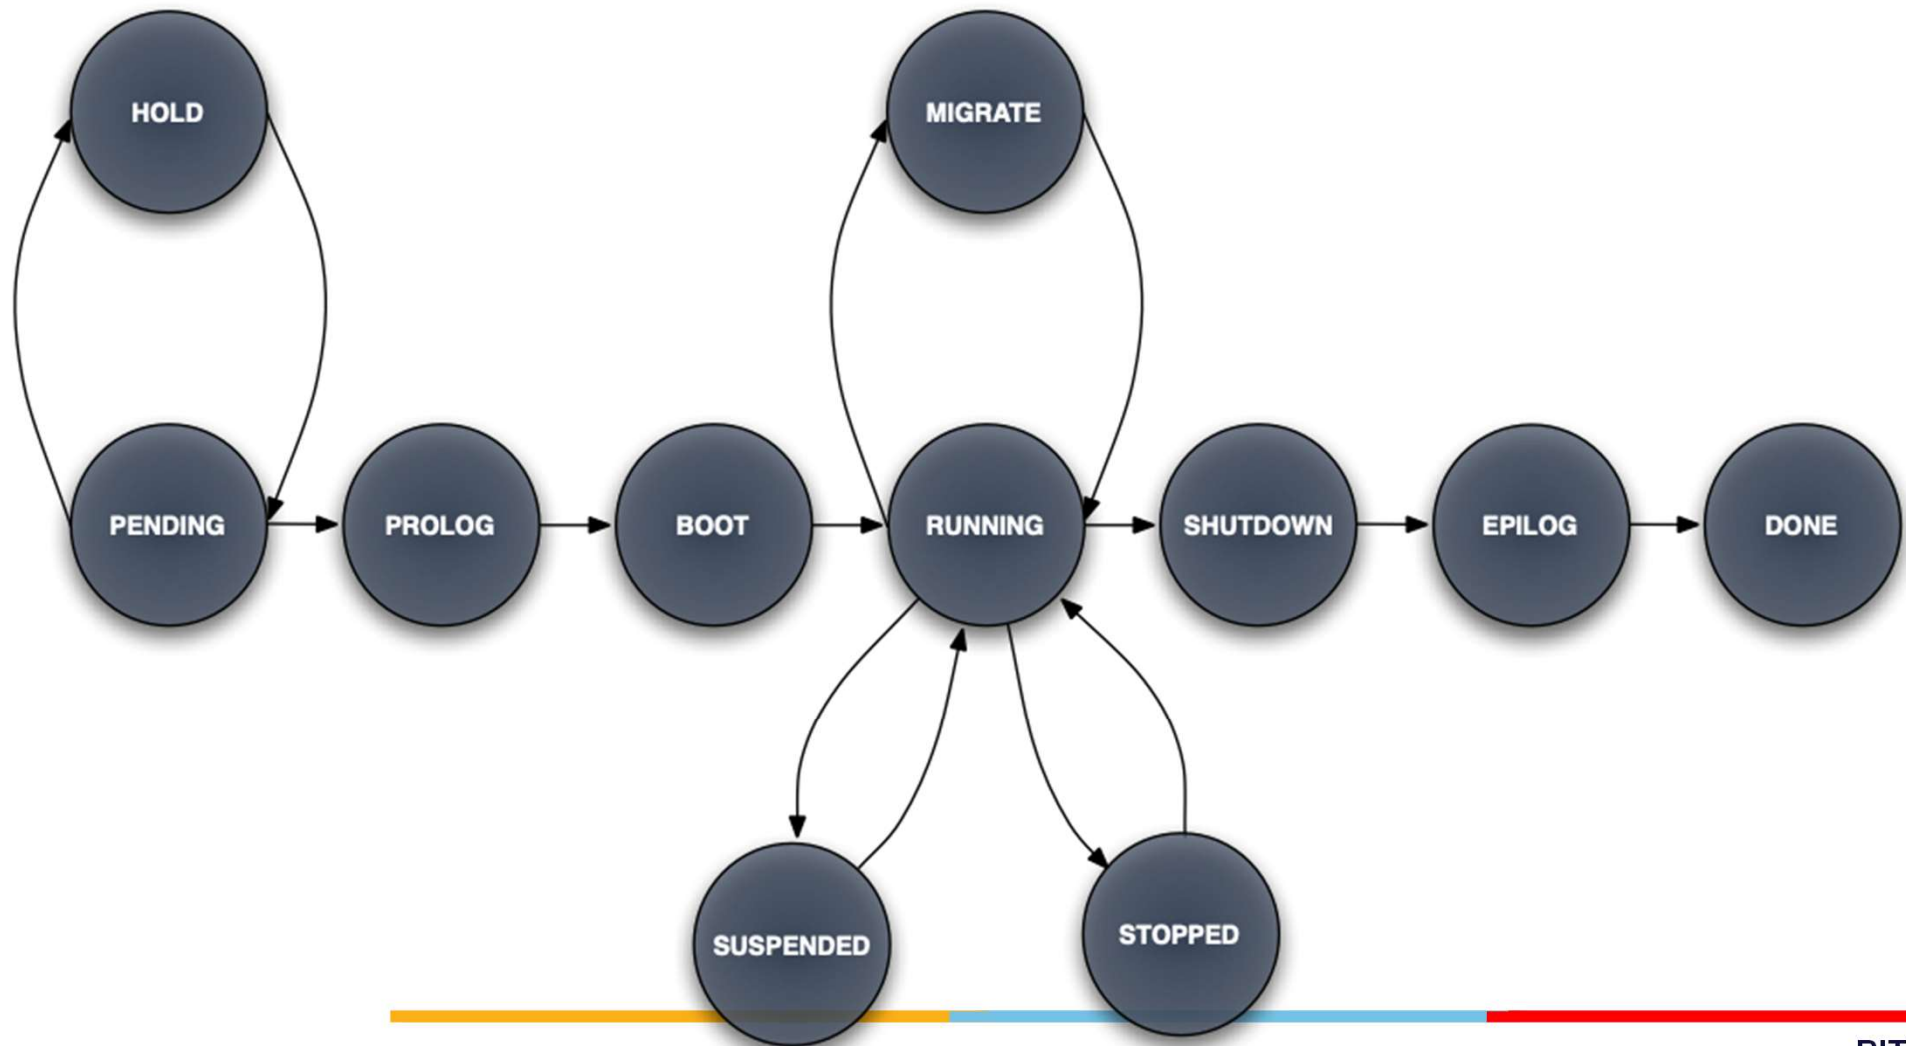 HOLD
MIGRATE
PENDING
PROLOG
BOOT
RUNNING
SHUTDOWN
EPILOG
DONE
SUSPENDED
STOPPED